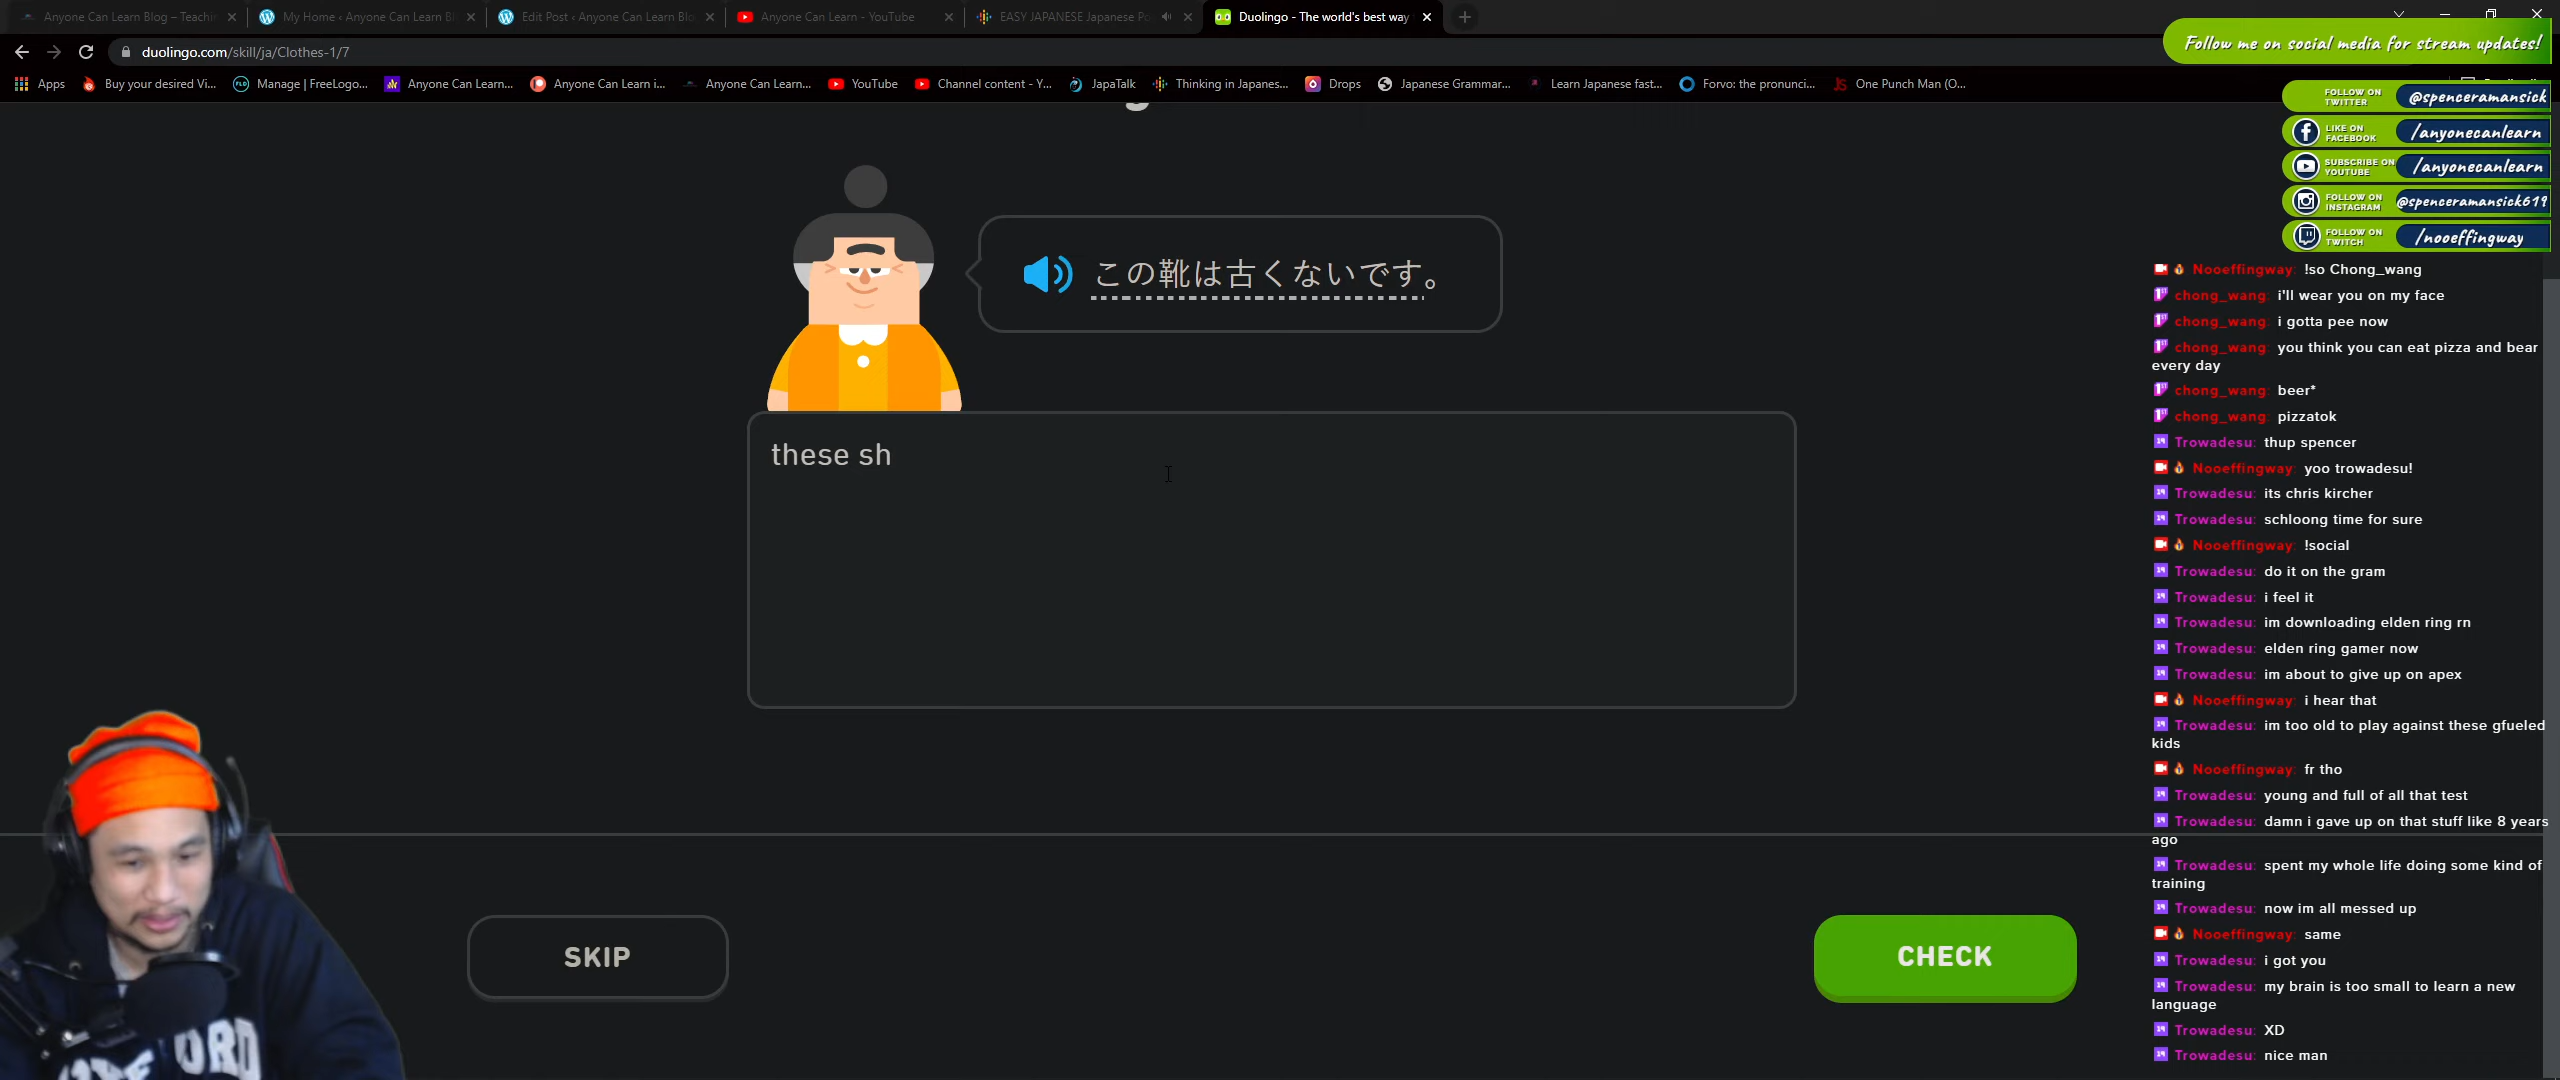 Anyone Can Learn Blog – Teachin
My Home ‹ Anyone Can Learn Bl
Edit Post ‹ Anyone Can Learn Blo
Anyone Can Learn - YouTube
EASY JAPANESE Japanese Po
Duolingo - The world's best way
duolingo.com/skill/ja/Clothes-1/7
Follow me on social media for stream updates!
Apps
Buy your desired Vi...
Manage | FreeLogo...
Anyone Can Learn...
Anyone Can Learn i...
Anyone Can Learn...
YouTube
Channel content - Y...
JapaTalk
Thinking in Japanes...
Drops
Japanese Grammar...
Learn Japanese fast...
Forvo: the pronunci...
One Punch Man (O...
FOLLOW ON
TWITTER
@spenceramansick
LIKE ON
FACEBOOK
/anyonecanlearn
SUBSCRIBE ON
YOUTUBE
/anyonecanlearn
FOLLOW ON
INSTAGRAM
@spenceramansick619
FOLLOW ON
TWITCH
/nooeffingway
この靴は古くないです。
these sh
SKIP
CHECK
Nooeffingway: !so Chong_wang
chong_wang: i'll wear you on my face
chong_wang: i gotta pee now
chong_wang: you think you can eat pizza and bear
every day
chong_wang: beer*
chong_wang: pizzatok
Trowadesu: thup spencer
Nooeffingway: yoo trowadesu!
Trowadesu: its chris kircher
Trowadesu: schloong time for sure
Nooeffingway: !social
Trowadesu: do it on the gram
Trowadesu: i feel it
Trowadesu: im downloading elden ring rn
Trowadesu: elden ring gamer now
Trowadesu: im about to give up on apex
Nooeffingway: i hear that
Trowadesu: im too old to play against these gfueled
kids
Nooeffingway: fr tho
Trowadesu: young and full of all that test
Trowadesu: damn i gave up on that stuff like 8 years
ago
Trowadesu: spent my whole life doing some kind of
training
Trowadesu: now im all messed up
Nooeffingway: same
Trowadesu: i got you
Trowadesu: my brain is too small to learn a new
language
Trowadesu: XD
Trowadesu: nice man